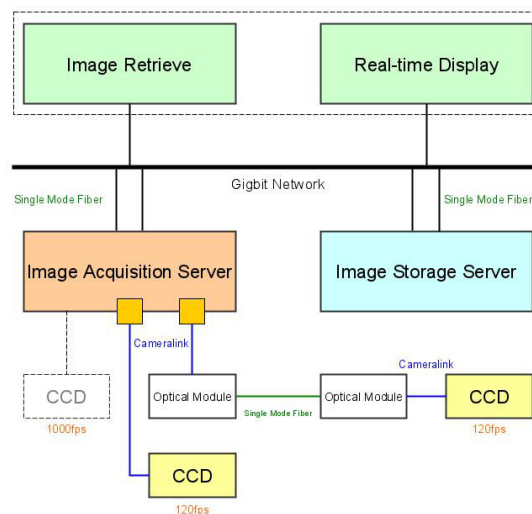 Image Retrieve
Real-time Display
Gigbit Network
Single Mode Fiber
Single Mode Fiber
Image Acquisition Server
Image Storage Server
Cameralink
Cameralink
CCD
Optical Module
Optical Module
CCD
Single Mode Fiber
1000fps
120fps
CCD
120fps